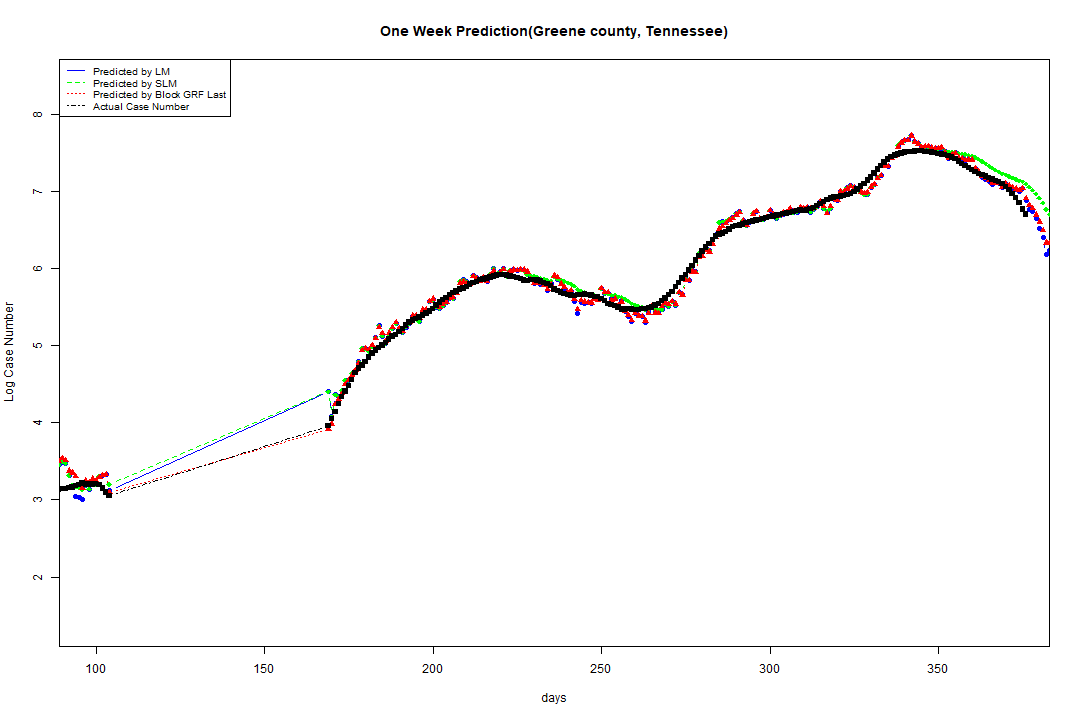 One Week Prediction(Greene county, Tennessee)
Predicted by LM
Predicted by SLM
Predicted by Block GRF Last
Actual Case Number
8
7
6
5
4
3
2
Log Case Number
100 150 200 250 300 350
days